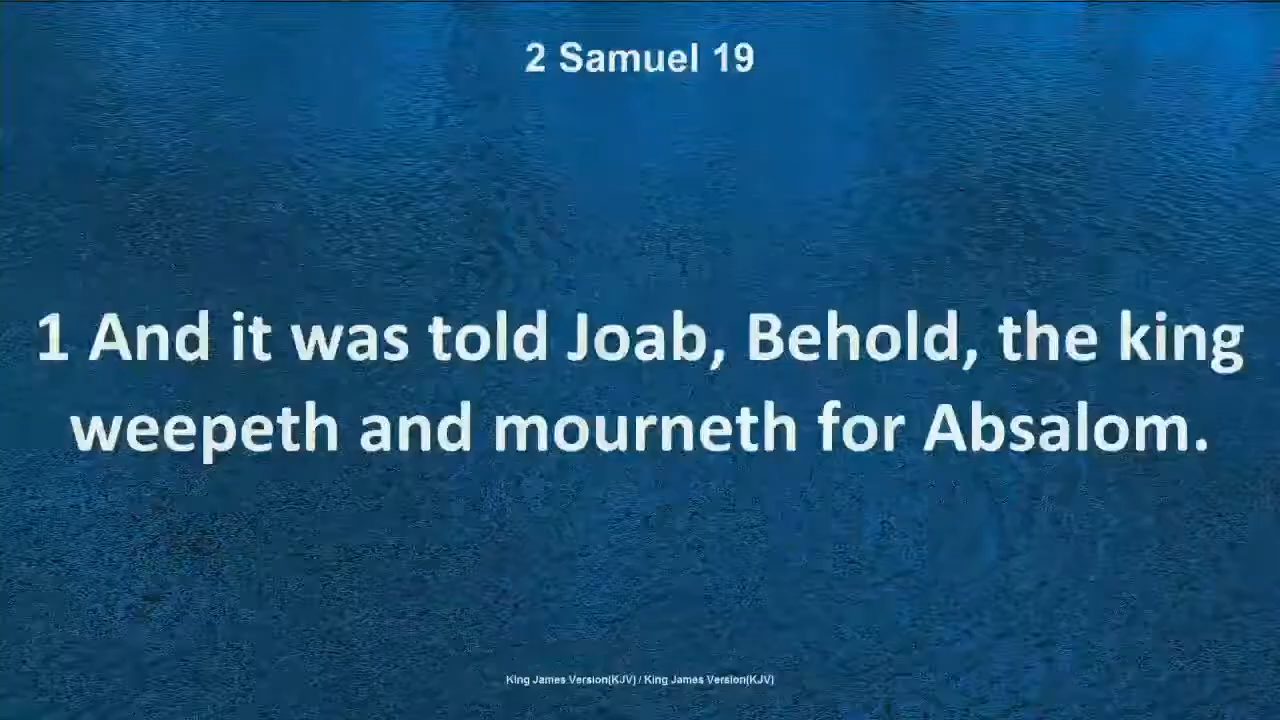 2 Samuel 19
1 And it was told Joab, Behold, the king
weepeth and mourneth for Absalom.
King James Version(KJV) / King James Version(KJV)